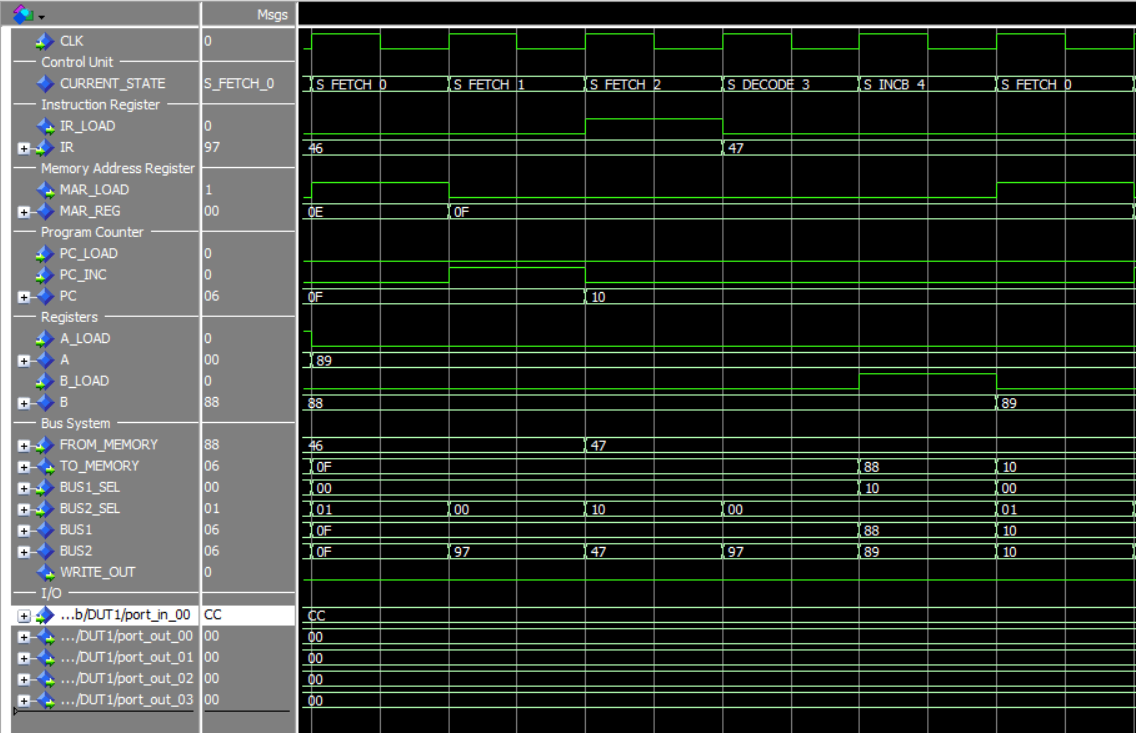 Msgs
CLK 0
Control Unit
CURRENT_STATE S_FETCH_0 S_FETCH_0 S_FETCH_1 S_FETCH_2 S_DECODE_3 S_INCB_4 S_FETCH_0
Instruction Register
IR_LOAD 0
IR 97 46 47
Memory Address Register
MAR_LOAD 1
MAR_REG 00 0E 0F
Program Counter
PC_LOAD 0
PC_INC 0
PC 06 0F 10
Registers
A_LOAD 0
A 00 89
B_LOAD 0
B 88 88 89
Bus System
FROM_MEMORY 88 46 47
TO_MEMORY 06 0F 88 10
BUS1_SEL 00 00 10 00
BUS2_SEL 01 01 00 10 00 01
BUS1 06 0F 88 10
BUS2 06 0F 97 47 97 89 10
WRITE_OUT 0
I/O
...b/DUT1/port_in_00 CC CC
.../DUT1/port_out_00 00 00
.../DUT1/port_out_01 00 00
.../DUT1/port_out_02 00 00
.../DUT1/port_out_03 00 00